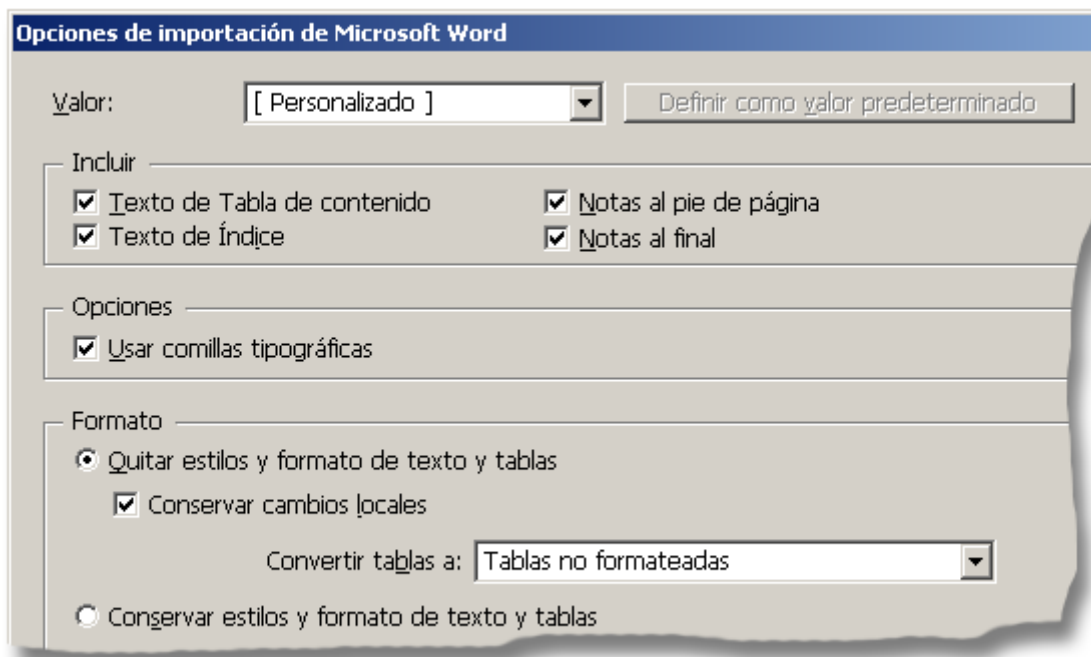 Opciones de importación de Microsoft Word
Valor: [ Personalizado ] Definir como valor predeterminado
Incluir
Texto de Tabla de contenido Notas al pie de página
Texto de Índice Notas al final
Opciones
Usar comillas tipográficas
Formato
Quitar estilos y formato de texto y tablas
Conservar cambios locales
Convertir tablas a: Tablas no formateadas
Conservar estilos y formato de texto y tablas